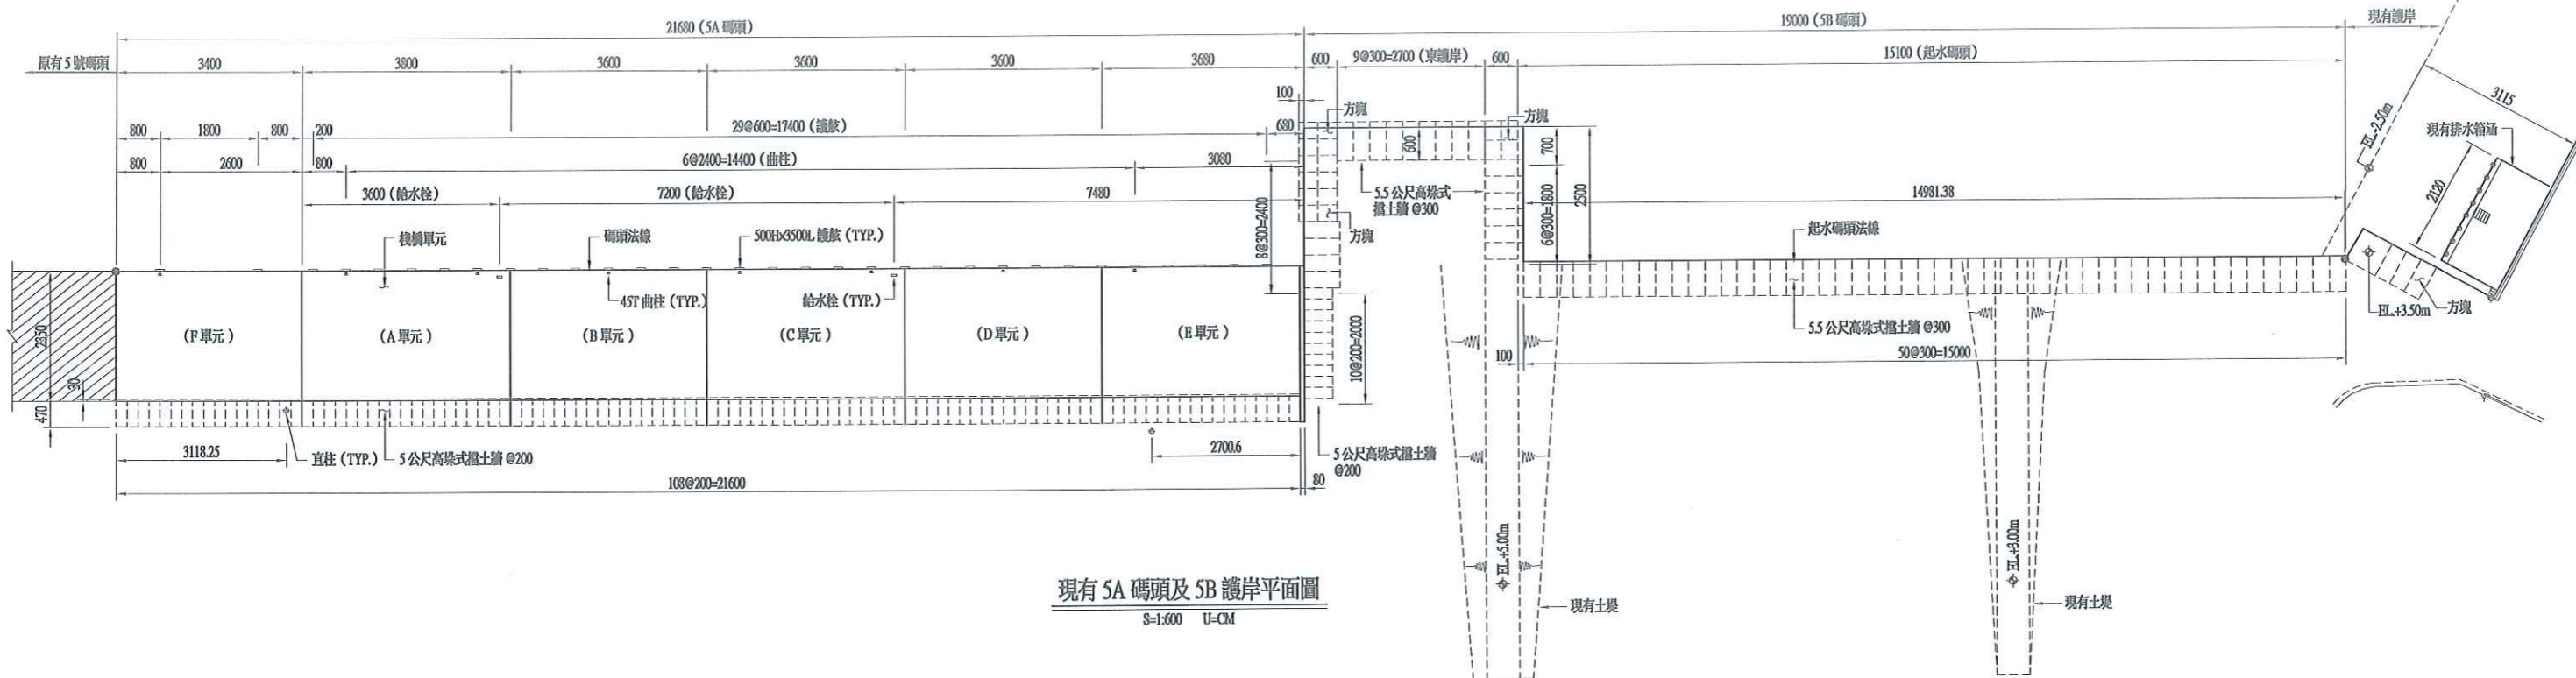 21680 (5A 碼頭)
19000 (5B 碼頭)
現有護岸
原有 5 號碼頭
3400
3800
3600
3600
3600
3680
600
9@300=2700 (東護岸)
600
15100 (起水碼頭)
100
方塊
方塊
3115
800
1800
800
200
29@600=17400 (護舷)
680
600
700
EL.-2.50m
現有排水箱涵
800
2600
800
6@2400=14400 (曲柱)
3080
3600 (給水栓)
7200 (給水栓)
7480
8@300=2400
5.5 公尺高垛式
擋土牆 @300
6@300=1800
2500
14981.38
2120
棧橋單元
碼頭法線
500H×3500L 護舷 (TYP.)
方塊
起水碼頭法線
45T 曲柱 (TYP.)
給水栓 (TYP.)
EL.+3.50m
方塊
2350
(F 單元)
(A 單元)
(B 單元)
(C 單元)
(D 單元)
(E 單元)
10@200=2000
5.5 公尺高垛式擋土牆 @300
100
50@300=15000
30
470
3118.25
直柱 (TYP.)
5 公尺高垛式擋土牆 @200
2700.6
5 公尺高垛式擋土牆
@200
108@200=21600
80
EL.+5.00m
EL.+3.00m
現有土堤
現有土堤
現有 5A 碼頭及 5B 護岸平面圖
S=1:600 U=CM